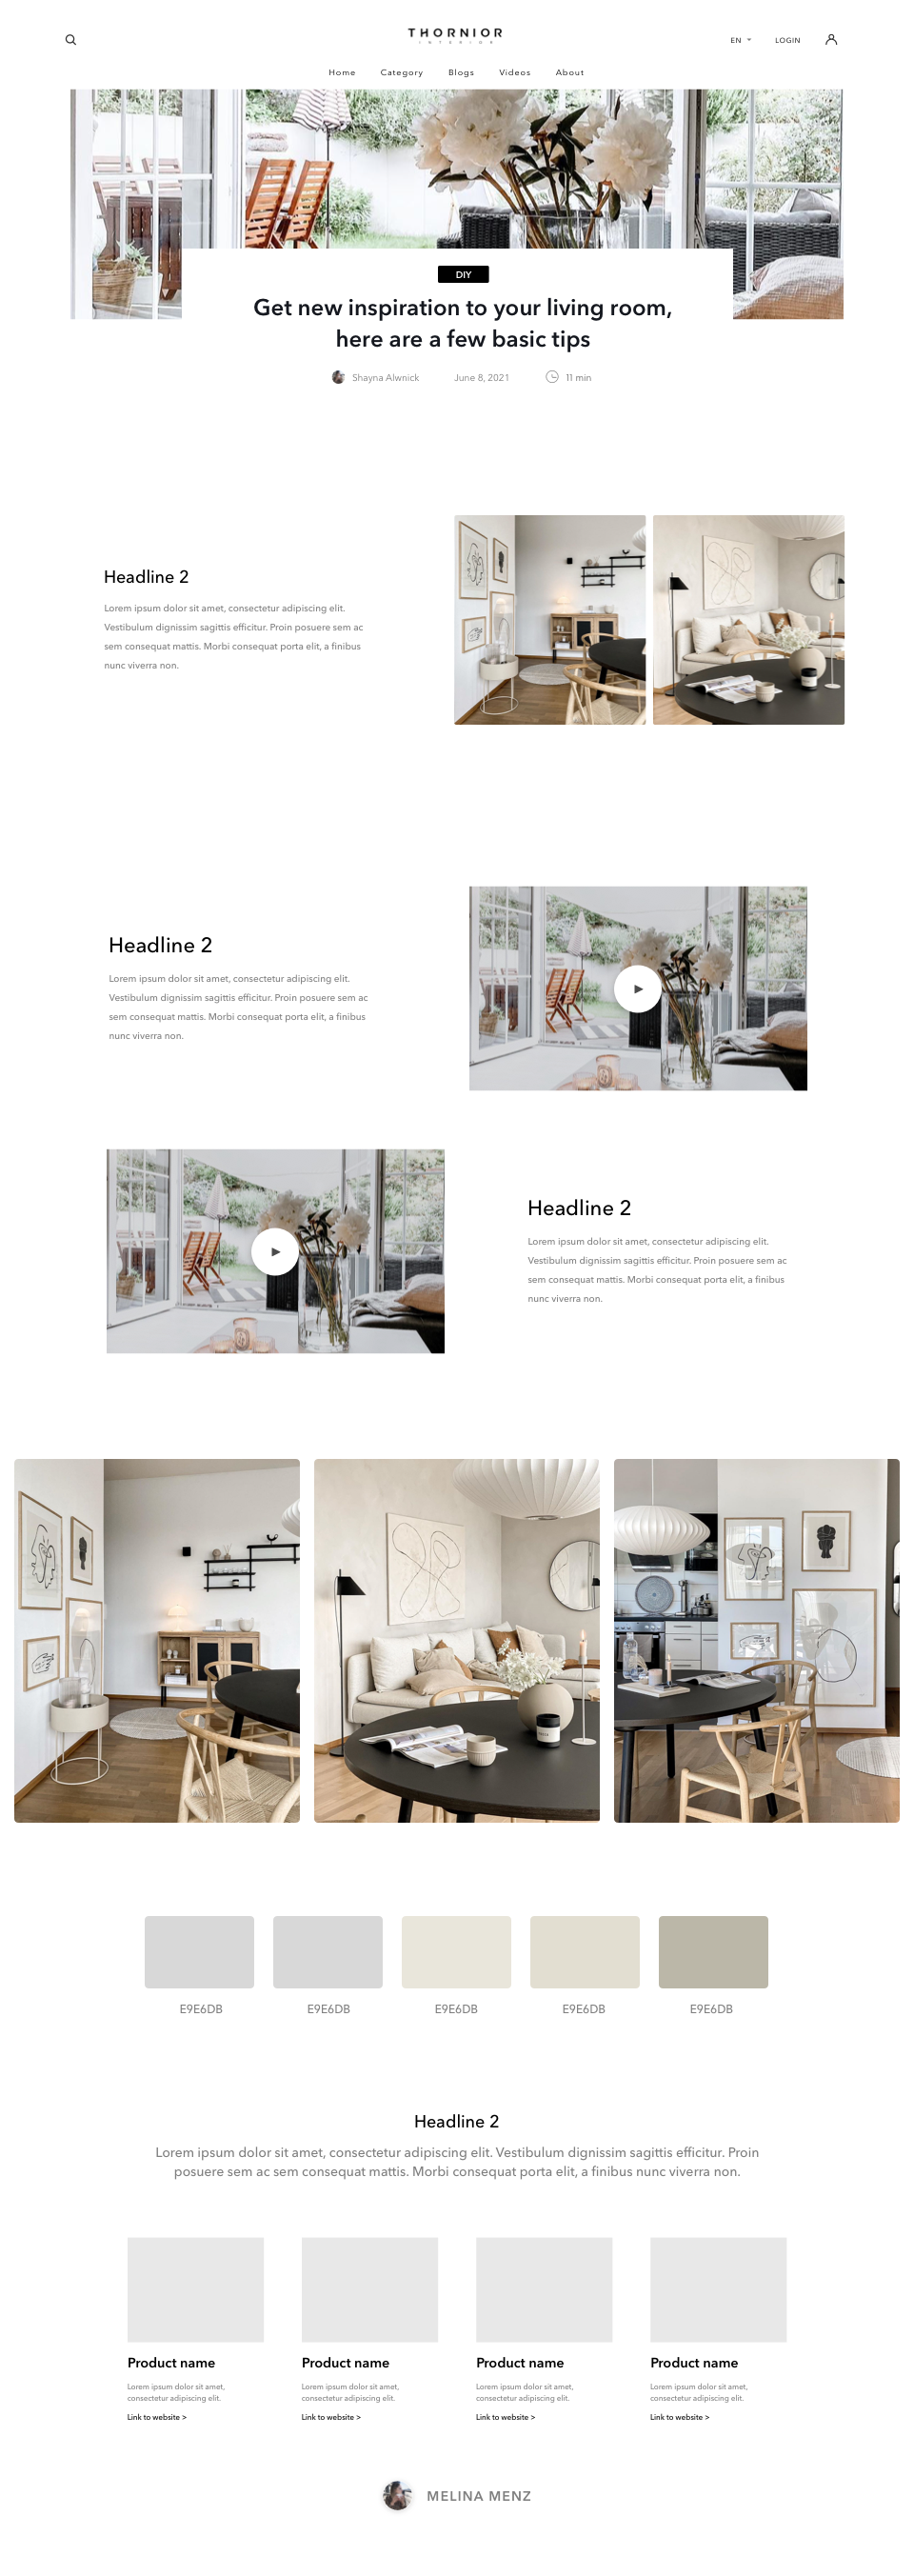 THORNIOR
INTERIOR
EN
LOGIN
Home Category Blogs Videos About
DIY
Get new inspiration to your living room,
here are a few basic tips
Shayna Alwnick June 8, 2021 11 min
Headline 2
Lorem ipsum dolor sit amet, consectetur adipiscing elit.
Vestibulum dignissim sagittis efficitur. Proin posuere sem ac
sem consequat mattis. Morbi consequat porta elit, a finibus
nunc viverra non.
Headline 2
Lorem ipsum dolor sit amet, consectetur adipiscing elit.
Vestibulum dignissim sagittis efficitur. Proin posuere sem ac
sem consequat mattis. Morbi consequat porta elit, a finibus
nunc viverra non.
Headline 2
Lorem ipsum dolor sit amet, consectetur adipiscing elit.
Vestibulum dignissim sagittis efficitur. Proin posuere sem ac
sem consequat mattis. Morbi consequat porta elit, a finibus
nunc viverra non.
E9E6DB E9E6DB E9E6DB E9E6DB E9E6DB
Headline 2
Lorem ipsum dolor sit amet, consectetur adipiscing elit. Vestibulum dignissim sagittis efficitur. Proin
posuere sem ac sem consequat mattis. Morbi consequat porta elit, a finibus nunc viverra non.
Product name
Lorem ipsum dolor sit amet,
consectetur adipiscing elit.
Link to website >
Product name
Lorem ipsum dolor sit amet,
consectetur adipiscing elit.
Link to website >
Product name
Lorem ipsum dolor sit amet,
consectetur adipiscing elit.
Link to website >
Product name
Lorem ipsum dolor sit amet,
consectetur adipiscing elit.
Link to website >
MELINA MENZ